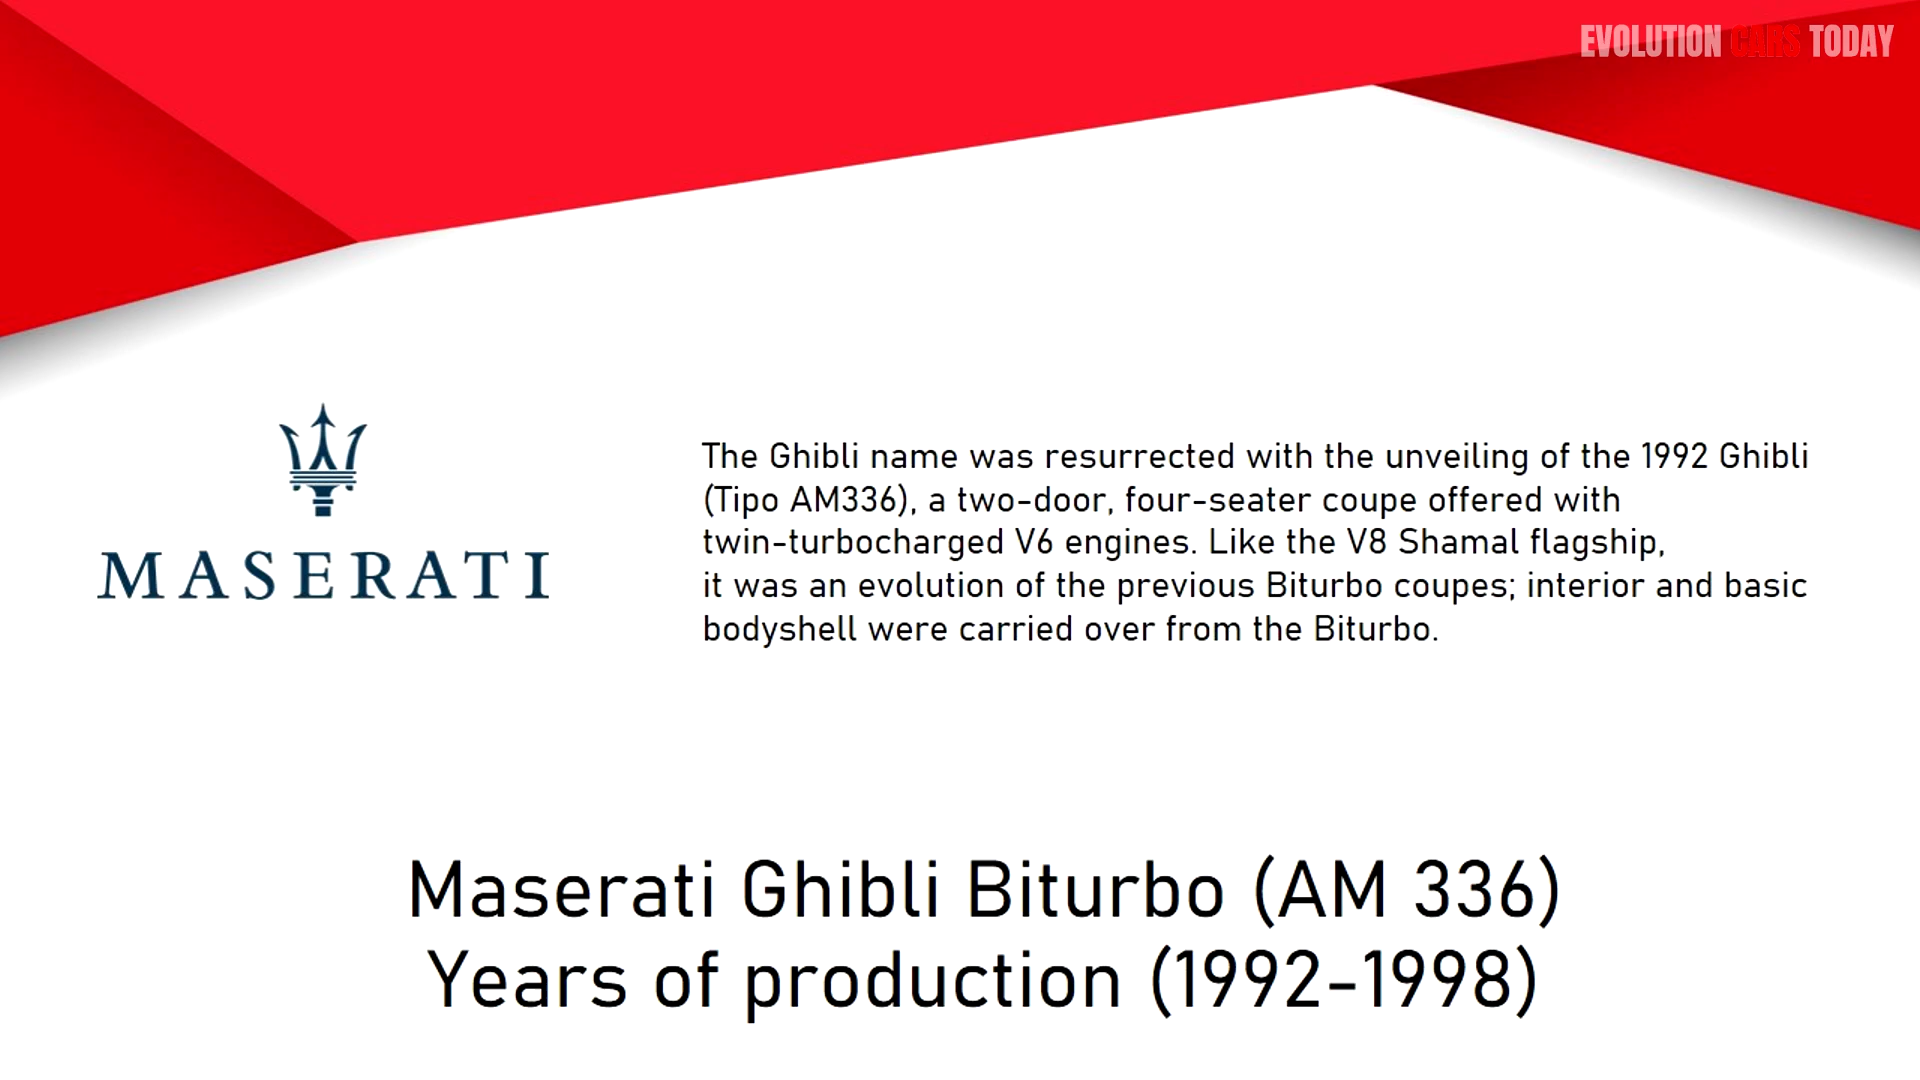 EVOLUTION CARS TODAY
MASERATI
The Ghibli name was resurrected with the unveiling of the 1992 Ghibli
(Tipo AM336), a two-door, four-seater coupe offered with
twin-turbocharged V6 engines. Like the V8 Shamal flagship,
it was an evolution of the previous Biturbo coupes; interior and basic
bodyshell were carried over from the Biturbo.
Maserati Ghibli Biturbo (AM 336)
Years of production (1992-1998)